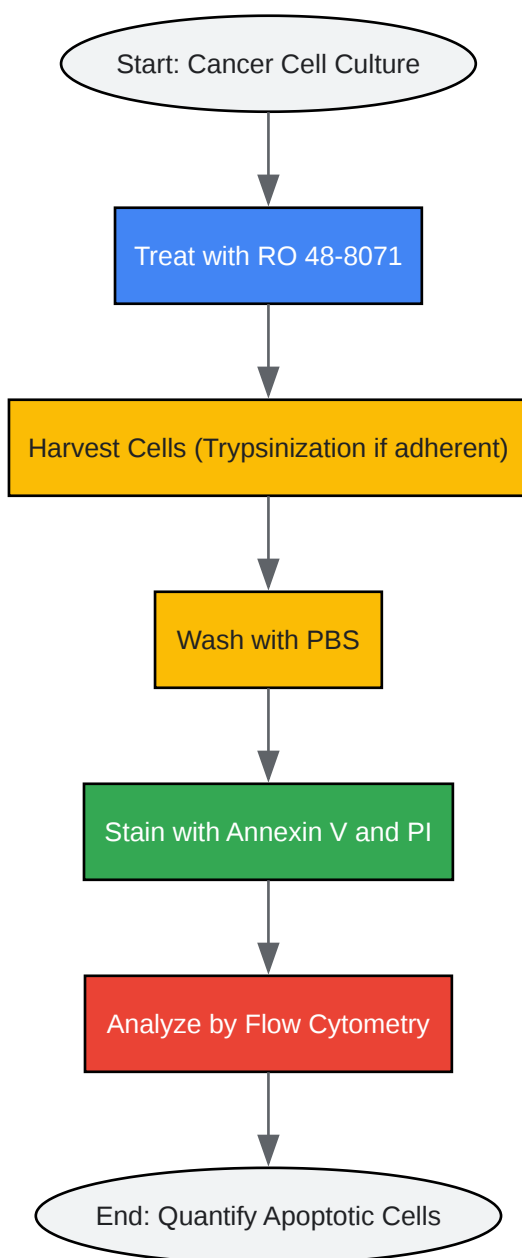 Start: Cancer Cell Culture
Treat with RO 48-8071
Harvest Cells (Trypsinization if adherent)
Wash with PBS
Stain with Annexin V and PI
Analyze by Flow Cytometry
End: Quantify Apoptotic Cells